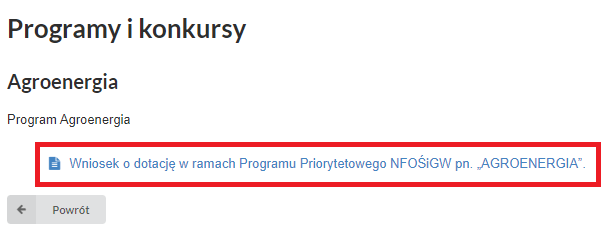 Programy i konkursy
Agroenergia
Program Agroenergia
Wniosek o dotację w ramach Programu Priorytetowego NFOŚiGW pn. „AGROENERGIA”.
Powrót